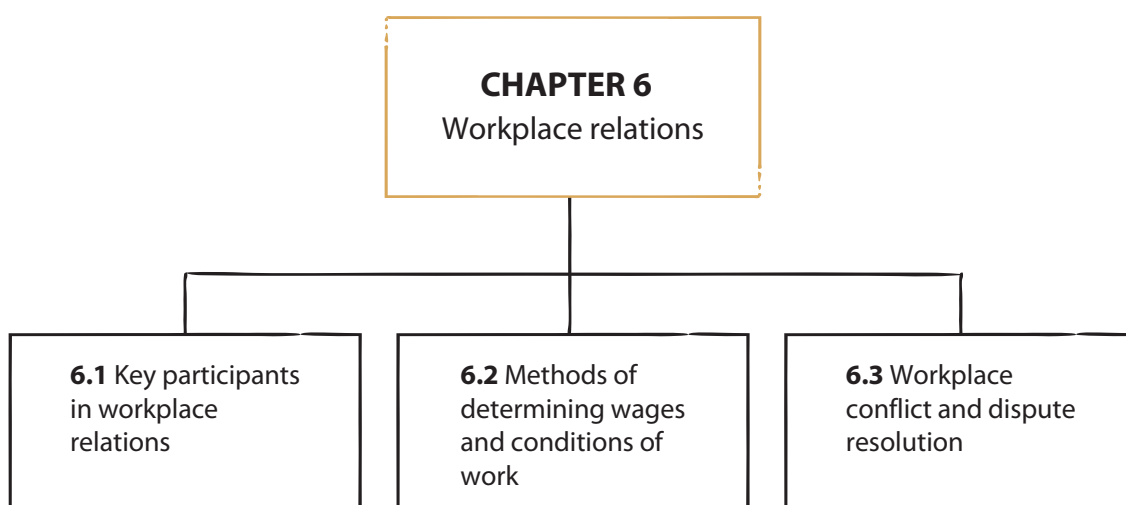 CHAPTER 6
Workplace relations
6.1 Key participants
in workplace
relations
6.2 Methods of
determining wages
and conditions of
work
6.3 Workplace
conflict and dispute
resolution